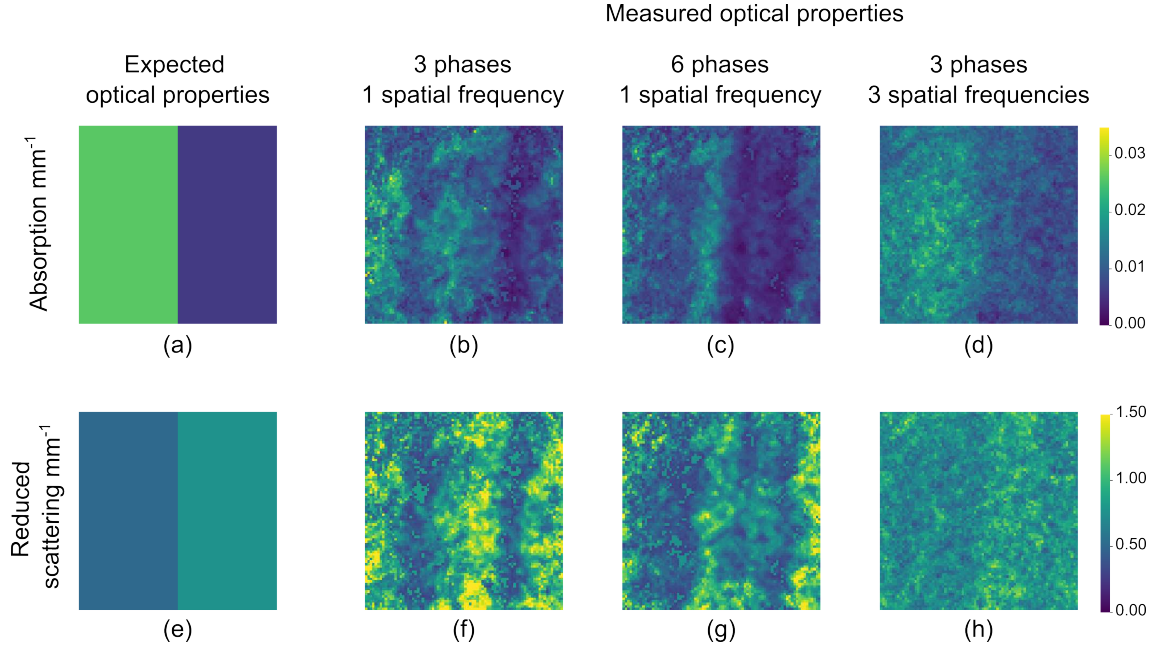 Measured optical properties
Expected
optical properties
3 phases
1 spatial frequency
6 phases
1 spatial frequency
3 phases
3 spatial frequencies
Absorption mm⁻¹
0.03
0.02
0.01
0.00
(a)
(b)
(c)
(d)
Reduced
scattering mm⁻¹
1.50
1.00
0.50
0.00
(e)
(f)
(g)
(h)